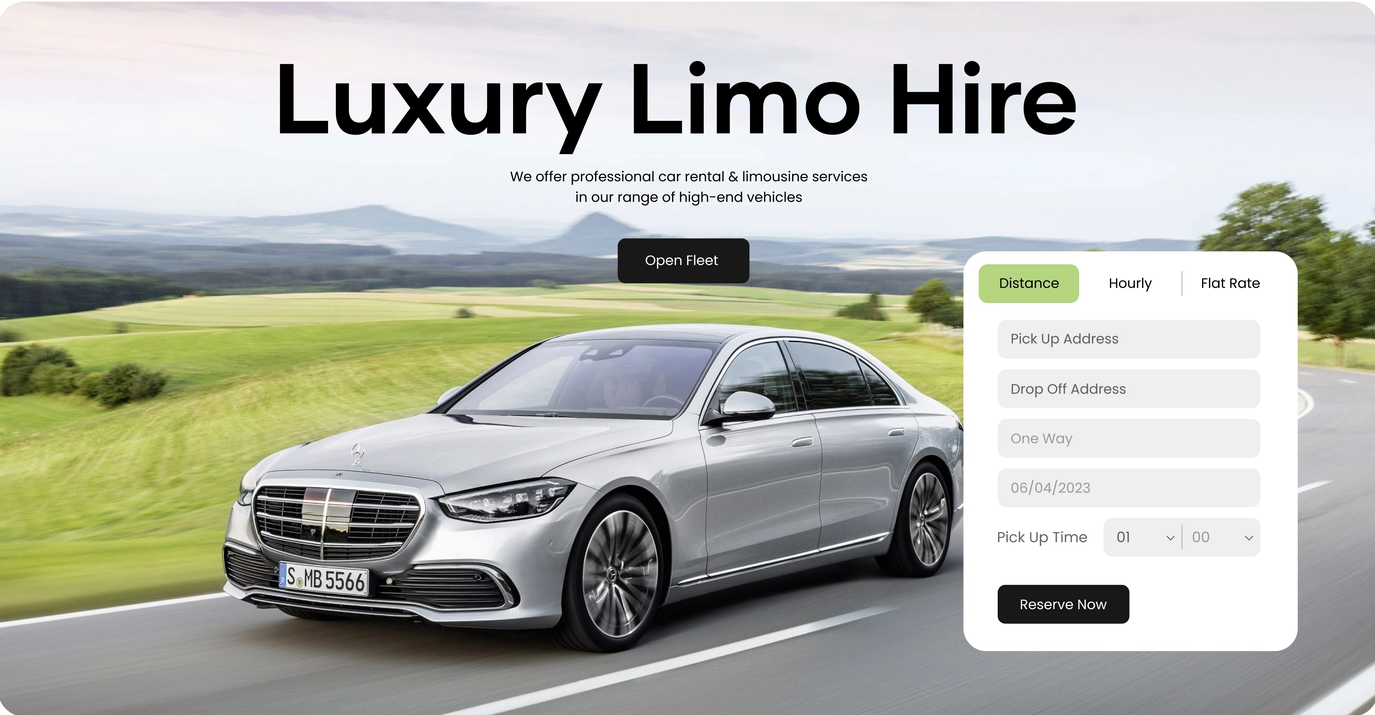 Luxury Limo Hire
We offer professional car rental & limousine services
in our range of high-end vehicles
Open Fleet
Distance Hourly Flat Rate
Pick Up Address
Drop Off Address
One Way
06/04/2023
Pick Up Time 01 00
Reserve Now
S MB 5566